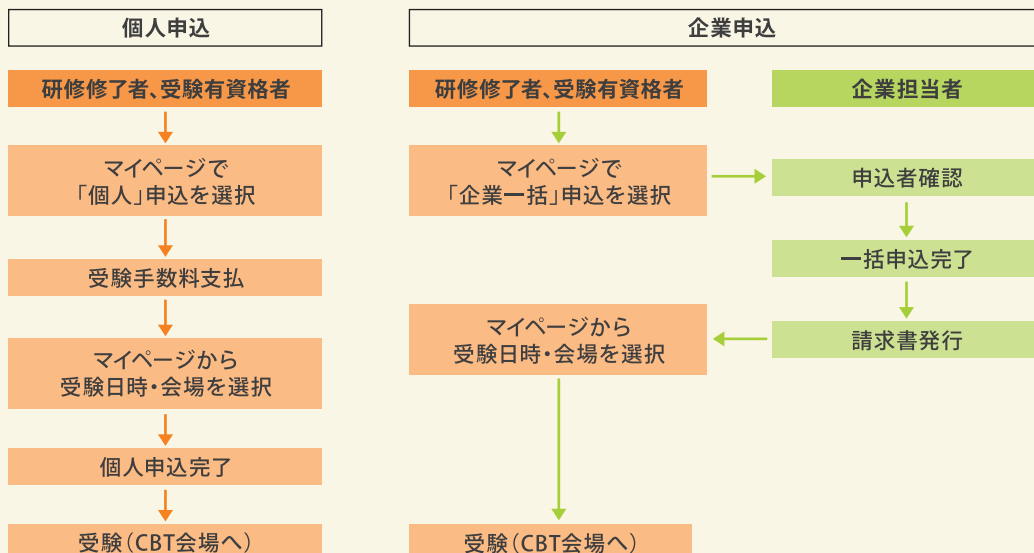 個人申込
研修修了者、受験有資格者
マイページで
「個人」申込を選択
受験手数料支払
マイページから
受験日時・会場を選択
個人申込完了
受験（CBT会場へ）
企業申込
研修修了者、受験有資格者
マイページで
「企業一括」申込を選択
企業担当者
申込者確認
一括申込完了
請求書発行
マイページから
受験日時・会場を選択
受験（CBT会場へ）